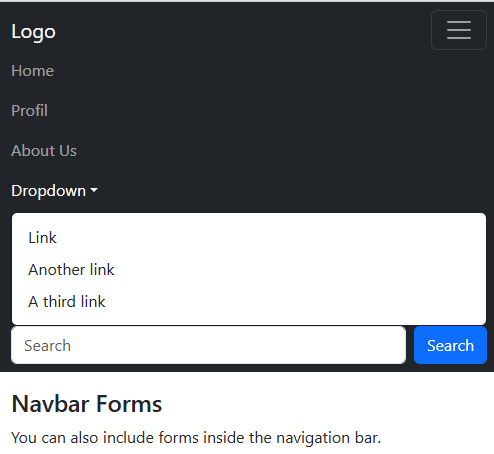 Logo
Home
Profil
About Us
Dropdown
Link
Another link
A third link
Search Search
Navbar Forms
You can also include forms inside the navigation bar.